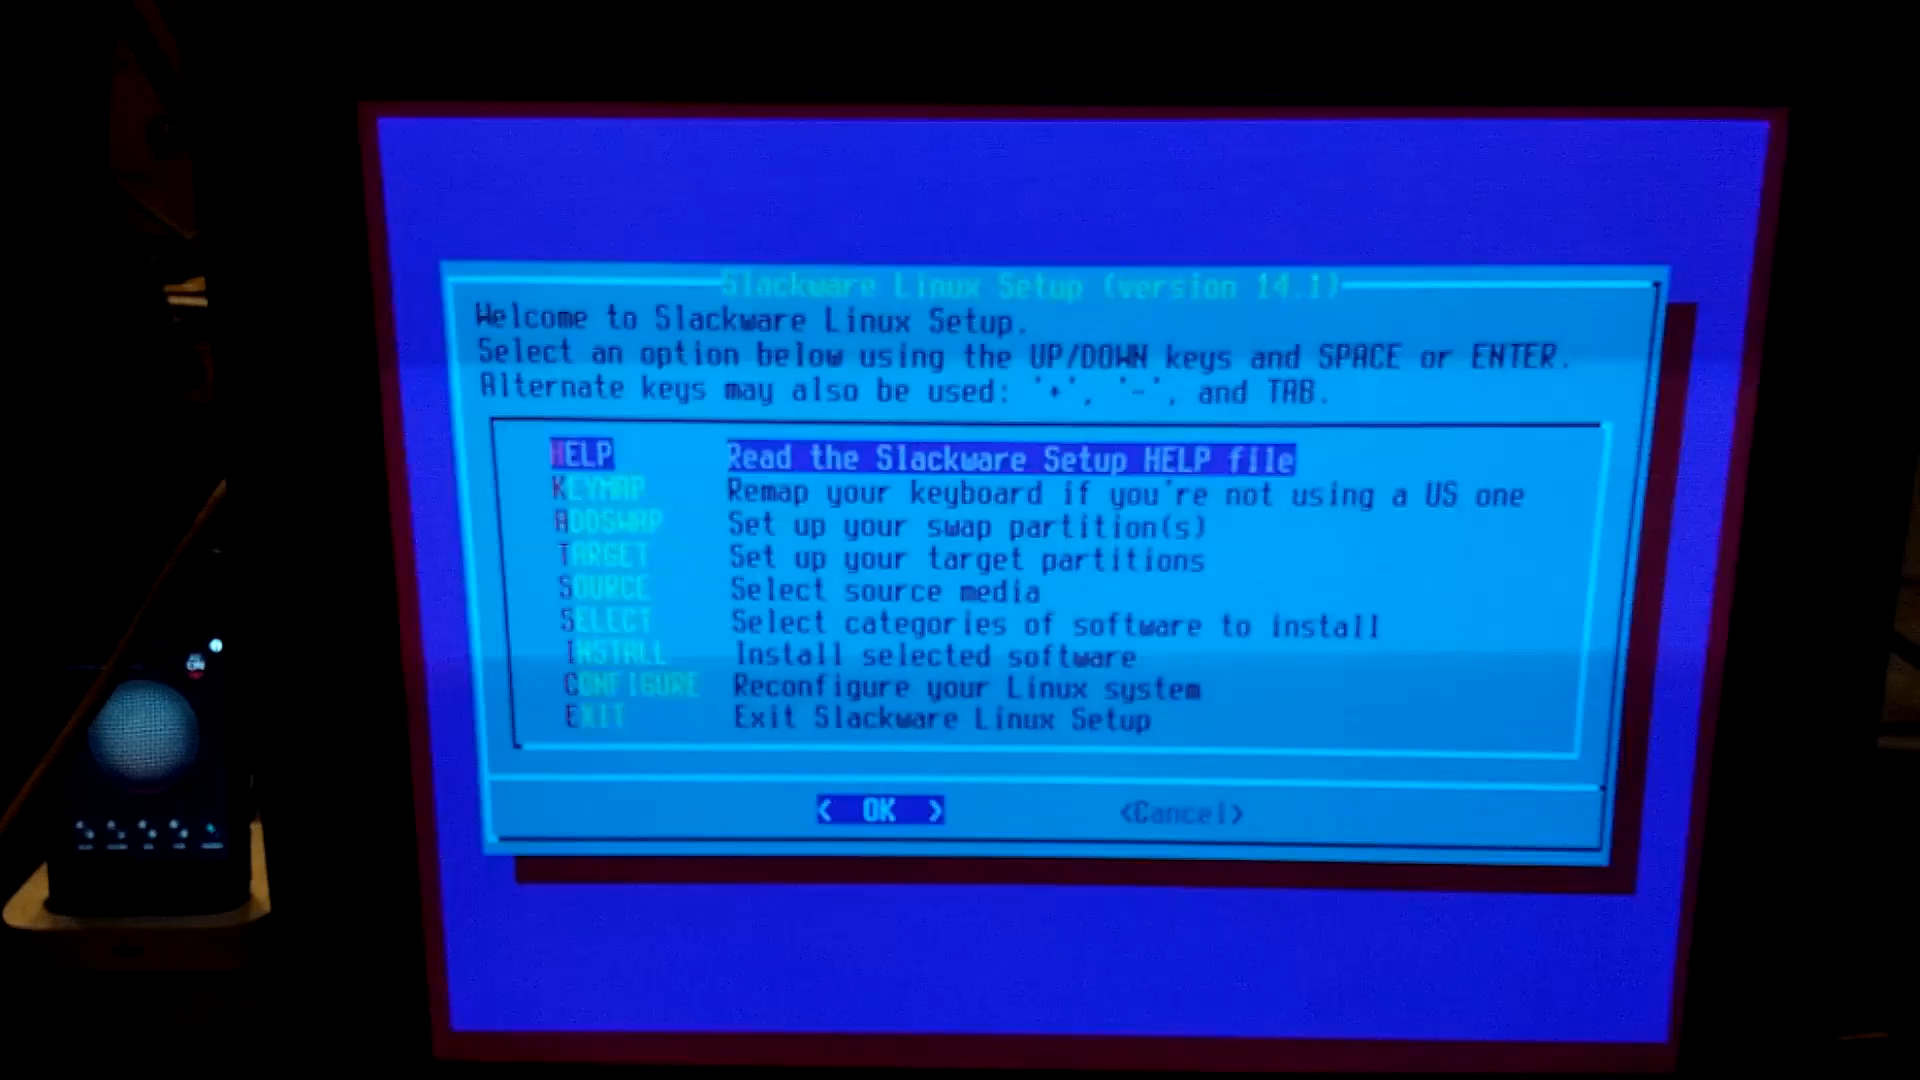 Slackware Linux Setup (version 14.1)
Welcome to Slackware Linux Setup.
Select an option below using the UP/DOWN keys and SPACE or ENTER.
Alternate keys may also be used: '+', '-', and TAB.
HELP Read the Slackware Setup HELP file
KEYMAP Remap your keyboard if you're not using a US one
ADDSWAP Set up your swap partition(s)
TARGET Set up your target partitions
SOURCE Select source media
SELECT Select categories of software to install
INSTALL Install selected software
CONFIGURE Reconfigure your Linux system
EXIT Exit Slackware Linux Setup
< OK > <Cancel>